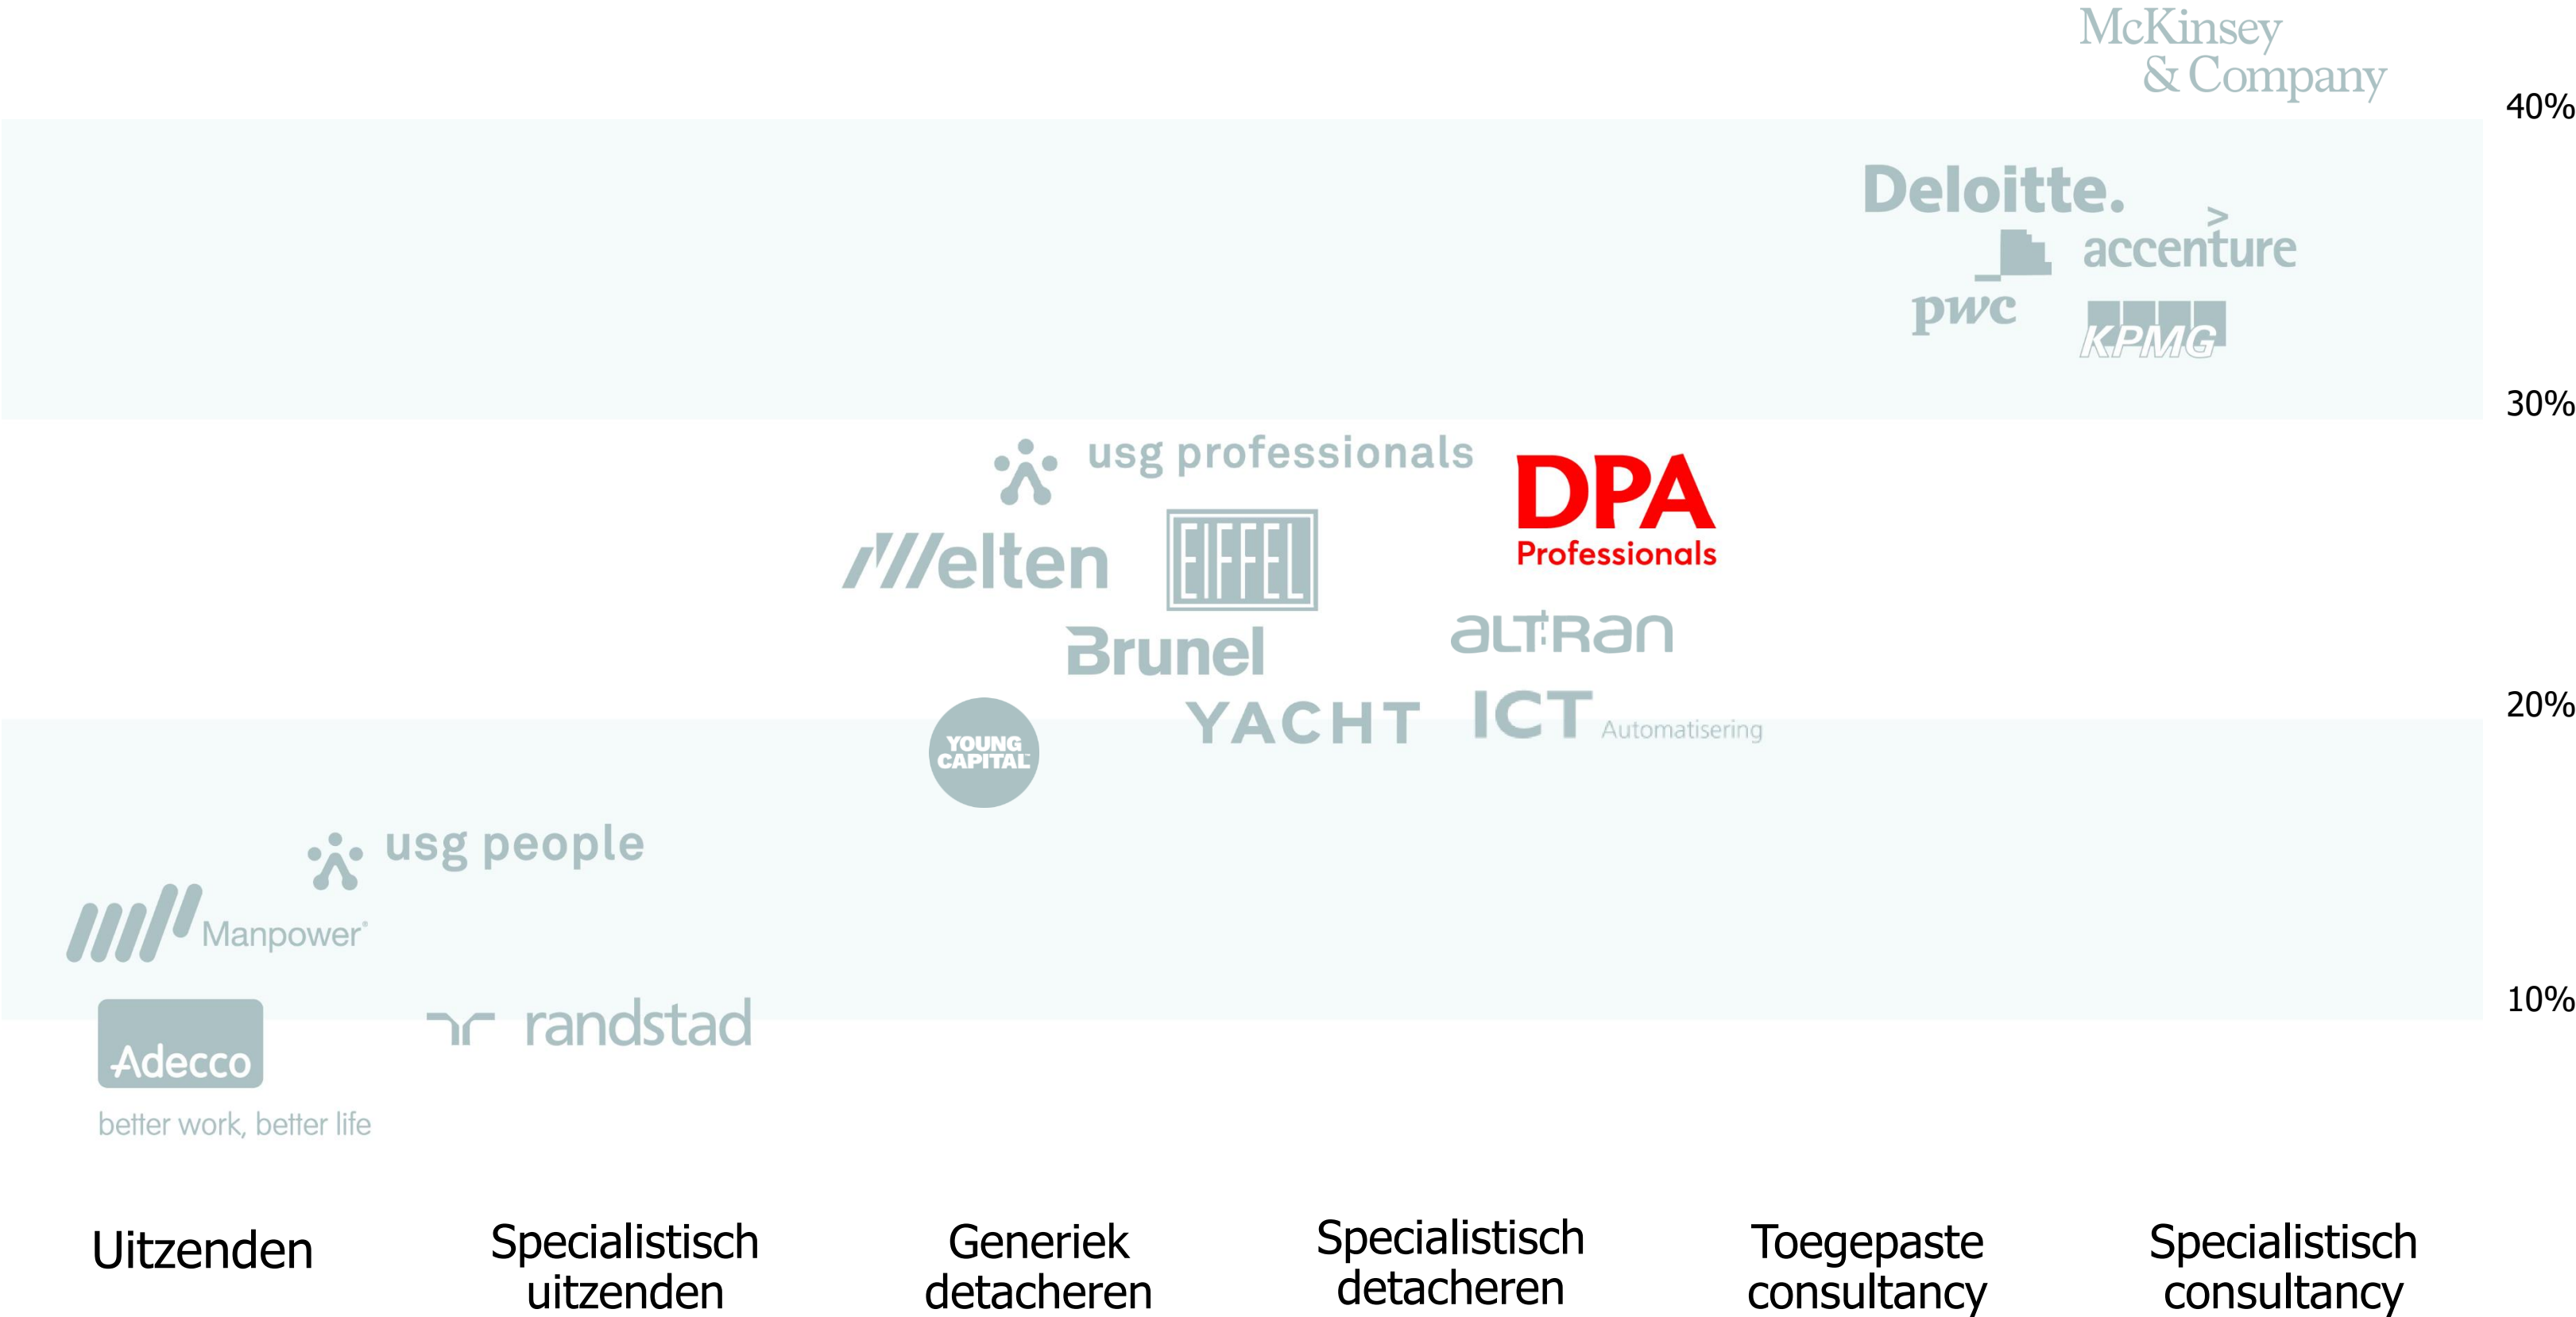 McKinsey
& Company
40%
Deloitte.
>
accenture
pwc
KPMG
30%
usg professionals
DPA
Professionals
elten
EIFFEL
Brunel
ALTRAN
20%
YACHT
ICT Automatisering
YOUNG
CAPITAL
usg people
Manpower®
10%
randstad
Adecco
better work, better life
Uitzenden
Specialistisch
uitzenden
Generiek
detacheren
Specialistisch
detacheren
Toegepaste
consultancy
Specialistisch
consultancy